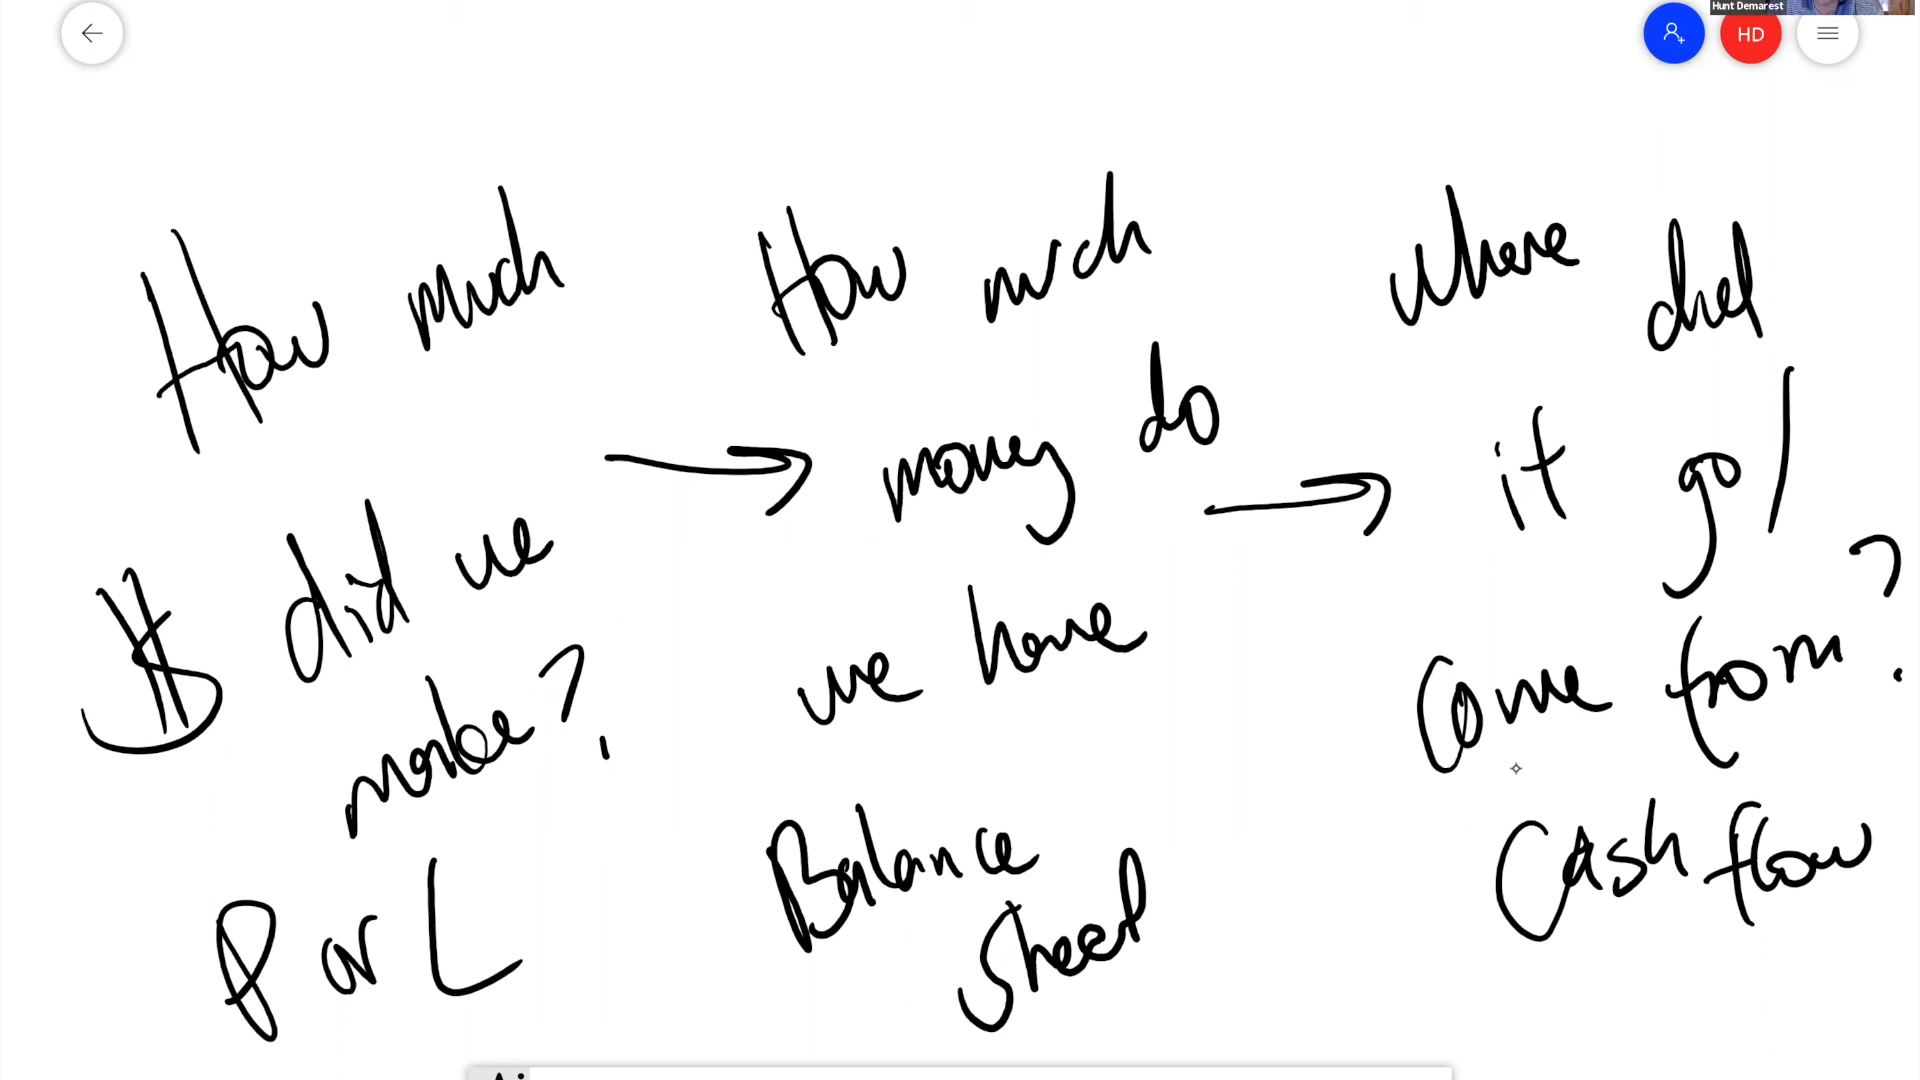 Hunt Demarest
HD
How much
$ did we
make?
P or L
How much
money do
we have
Balance
Sheet
where did
it go/
come from?
Cash flow